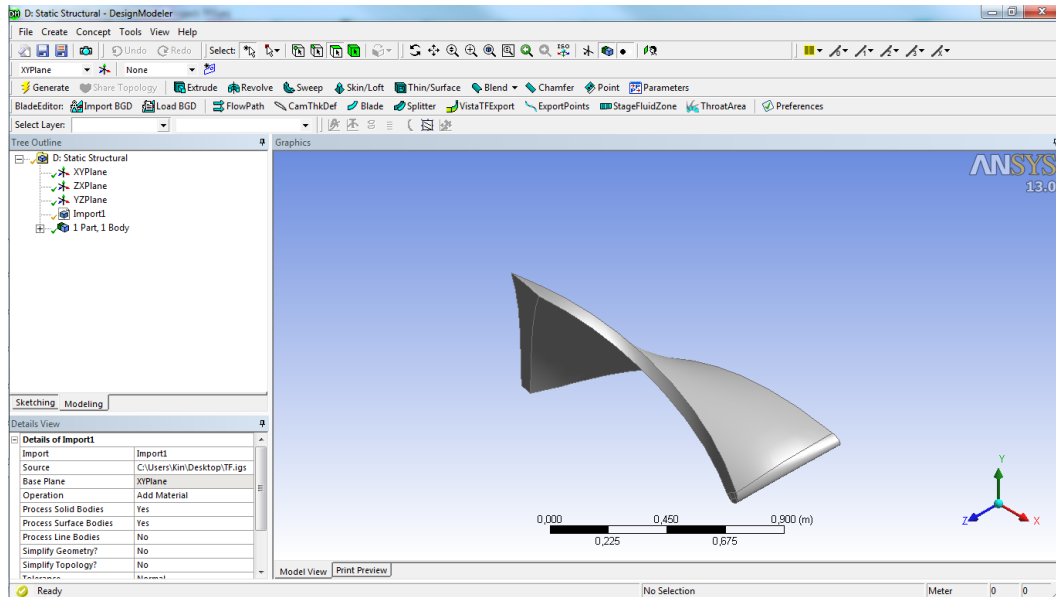 D: Static Structural - DesignModeler
File Create Concept Tools View Help
Undo Redo Select: ISO
XYPlane None
Generate Share Topology Extrude Revolve Sweep Skin/Loft Thin/Surface Blend Chamfer Point Parameters
BladeEditor: Import BGD Load BGD FlowPath CamThkDef Blade Splitter VistaTFExport ExportPoints StageFluidZone ThroatArea Preferences
Select Layer:
Tree Outline
D: Static Structural
XYPlane
ZXPlane
YZPlane
Import1
1 Part, 1 Body
Sketching Modeling
Details View
Details of Import1
Import Import1
Source C:\Users\Kin\Desktop\TF.igs
Base Plane XYPlane
Operation Add Material
Process Solid Bodies Yes
Process Surface Bodies Yes
Process Line Bodies No
Simplify Geometry? No
Simplify Topology? No
Tolerance Normal
Graphics
ANSYS
13.0
0,000 0,450 0,900 (m)
0,225 0,675
Y
Z X
Model View Print Preview
Ready No Selection Meter 0 0